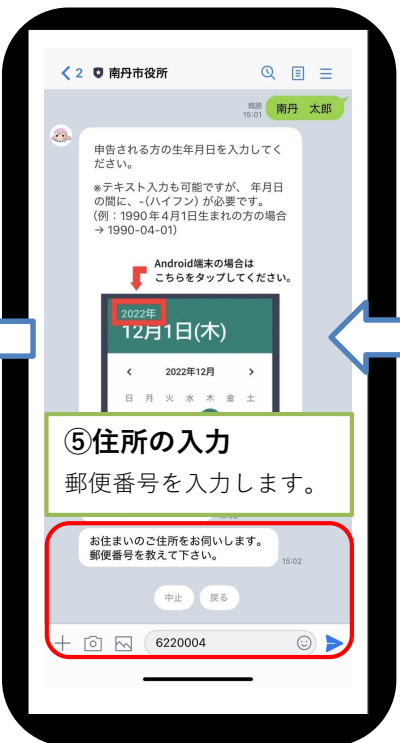 2 南丹市役所
既読
15:01
南丹 太郎
申告される方の生年月日を入力してく
ださい。
※テキスト入力も可能ですが、 年月日
の間に、-(ハイフン) が必要です。
(例：1990年4月1日生まれの方の場合
→ 1990-04-01)
Android端末の場合は
こちらをタップしてください。
2022年
12月1日(木)
‹ 2022年12月 ›
日 月 火 水 木 金 土
⑤住所の入力
郵便番号を入力します。
お住まいのご住所をお伺いします。
郵便番号を教えて下さい。
15:02
中止 戻る
6220004